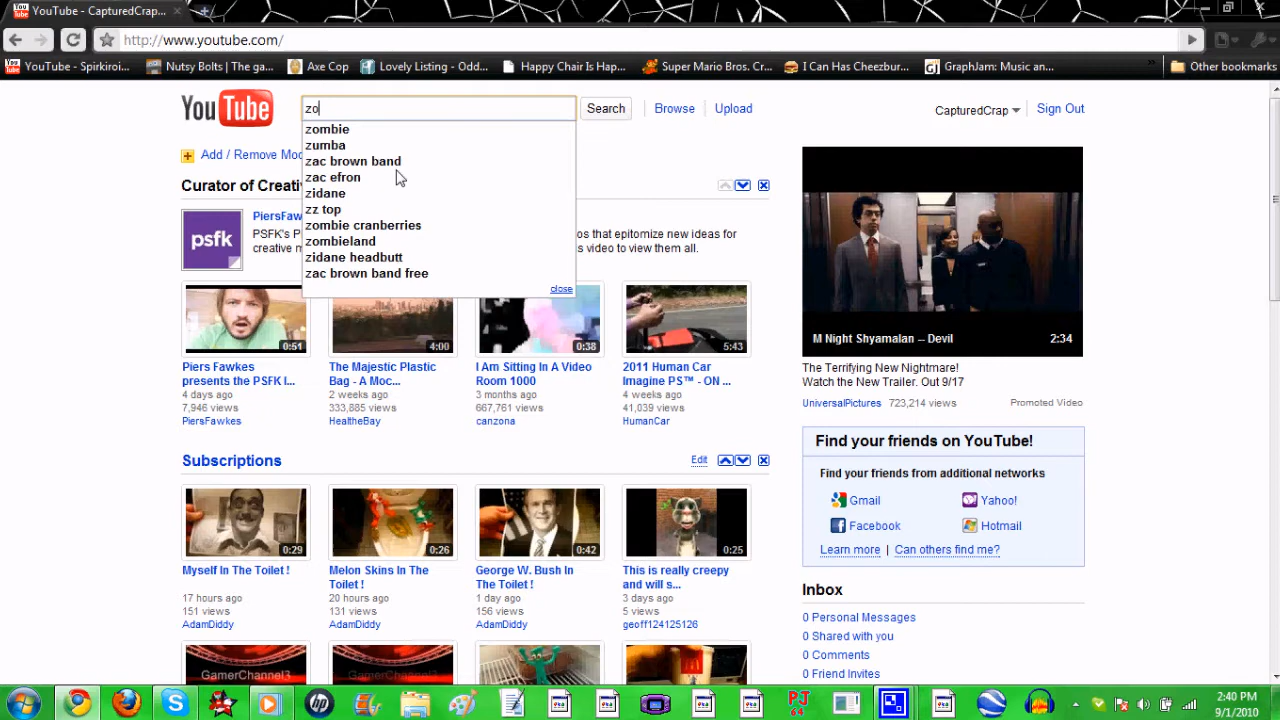 YouTube - CapturedCrap...
http://www.youtube.com/
YouTube - Spirkiroi...
Nutsy Bolts | The ga...
Axe Cop
Lovely Listing - Odd...
Happy Chair Is Hap...
Super Mario Bros. Cr...
I Can Has Cheezbur...
GraphJam: Music an...
Other bookmarks
YouTube
zo
Search
Browse
Upload
CapturedCrap
Sign Out
zombie
zumba
zac brown band
zac efron
zidane
zz top
zombie cranberries
zombieland
zidane headbutt
zac brown band free
close
Add / Remove Mod
Curator of Creativ
psfk
PiersFaw
PSFK's P
creative m
os that epitomize new ideas for
s video to view them all.
0:51
4:00
0:38
5:43
Piers Fawkes presents the PSFK I...
4 days ago
7,946 views
PiersFawkes
The Majestic Plastic Bag - A Moc...
2 weeks ago
333,885 views
HealtheBay
I Am Sitting In A Video Room 1000
3 months ago
667,761 views
canzona
2011 Human Car Imagine PS™ - ON ...
4 weeks ago
41,039 views
HumanCar
M Night Shyamalan -- Devil
2:34
The Terrifying New Nightmare!
Watch the New Trailer. Out 9/17
UniversalPictures 723,214 views
Promoted Video
Find your friends on YouTube!
Find your friends from additional networks
Gmail
Yahoo!
Facebook
Hotmail
Learn more | Can others find me?
Subscriptions
Edit
0:29
0:26
0:42
0:25
Myself In The Toilet !
17 hours ago
151 views
AdamDiddy
Melon Skins In The Toilet !
20 hours ago
131 views
AdamDiddy
George W. Bush In The Toilet !
1 day ago
156 views
AdamDiddy
This is really creepy and will s...
3 days ago
5 views
geoff124125126
GamerChannel3
GamerChannel3
Inbox
0 Personal Messages
0 Shared with you
0 Comments
0 Friend Invites
PJ
64
2:40 PM
9/1/2010